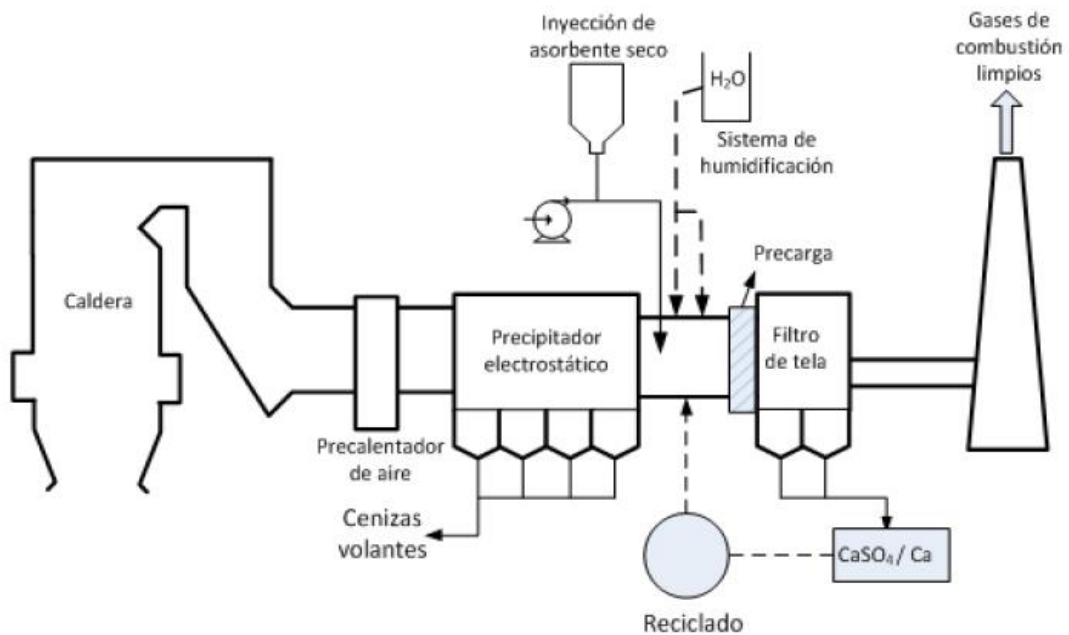 Inyección de
asorbente seco
H₂O
Sistema de
humidificación
Gases de
combustión
limpios
Caldera
Precalentador
de aire
Precipitador
electrostático
Precarga
Filtro
de tela
Cenizas
volantes
CaSO₄/ Ca
Reciclado